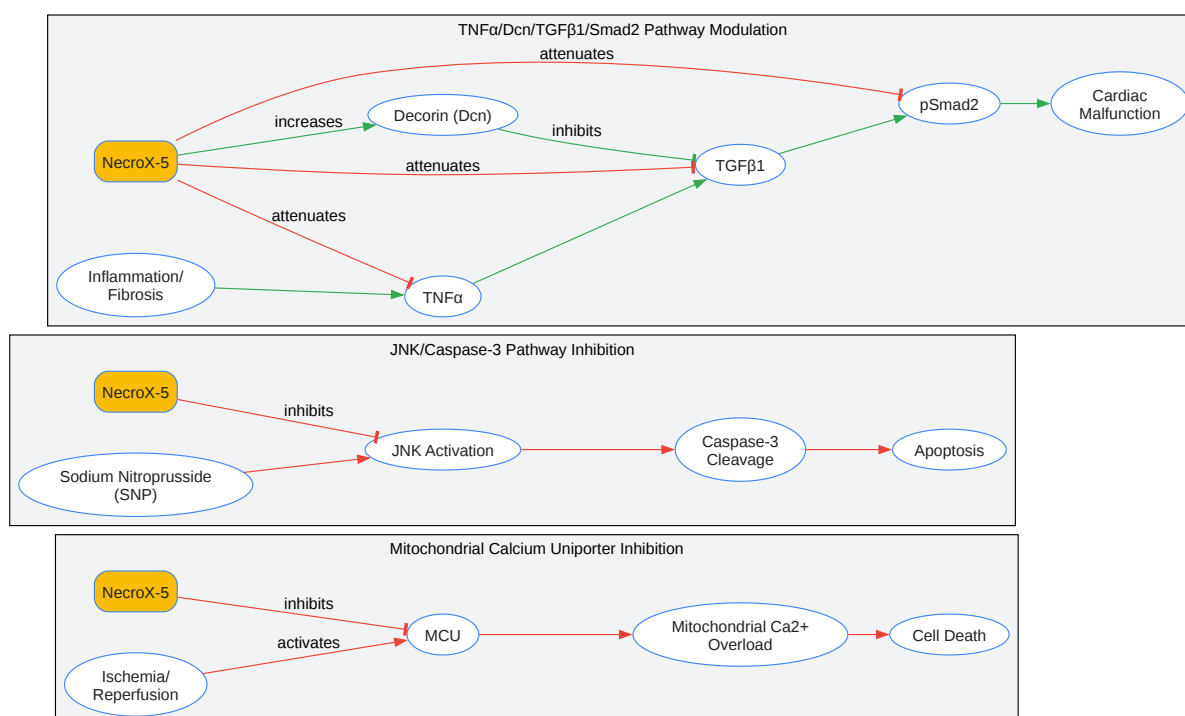 TNFα/Dcn/TGFβ1/Smad2 Pathway Modulation
attenuates
Decorin (Dcn)
increases
inhibits
pSmad2
Cardiac
Malfunction
NecroX-5
attenuates
TGFβ1
attenuates
Inflammation/
Fibrosis
TNFα
JNK/Caspase-3 Pathway Inhibition
NecroX-5
inhibits
JNK Activation
Caspase-3
Cleavage
Apoptosis
Sodium Nitroprusside
(SNP)
Mitochondrial Calcium Uniporter Inhibition
NecroX-5
inhibits
activates
MCU
Mitochondrial Ca2+
Overload
Cell Death
Ischemia/
Reperfusion